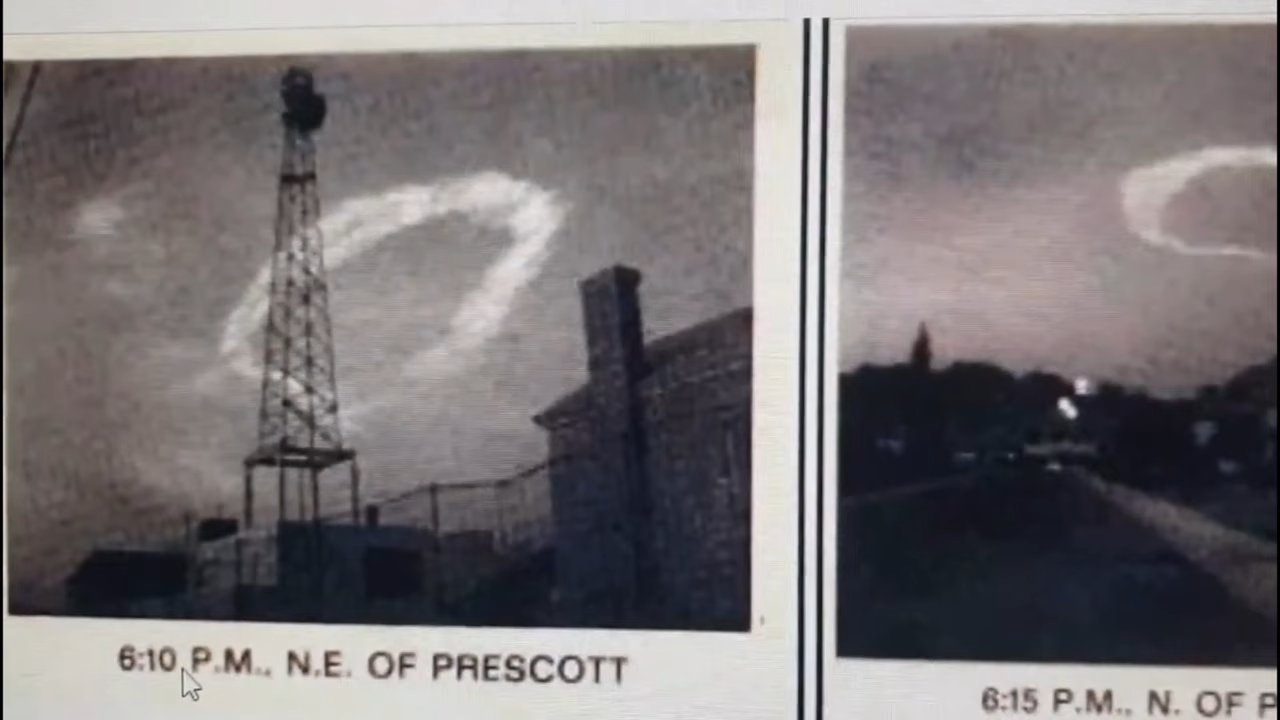 6:10 P.M., N.E. OF PRESCOTT
6:15 P.M., N. OF P